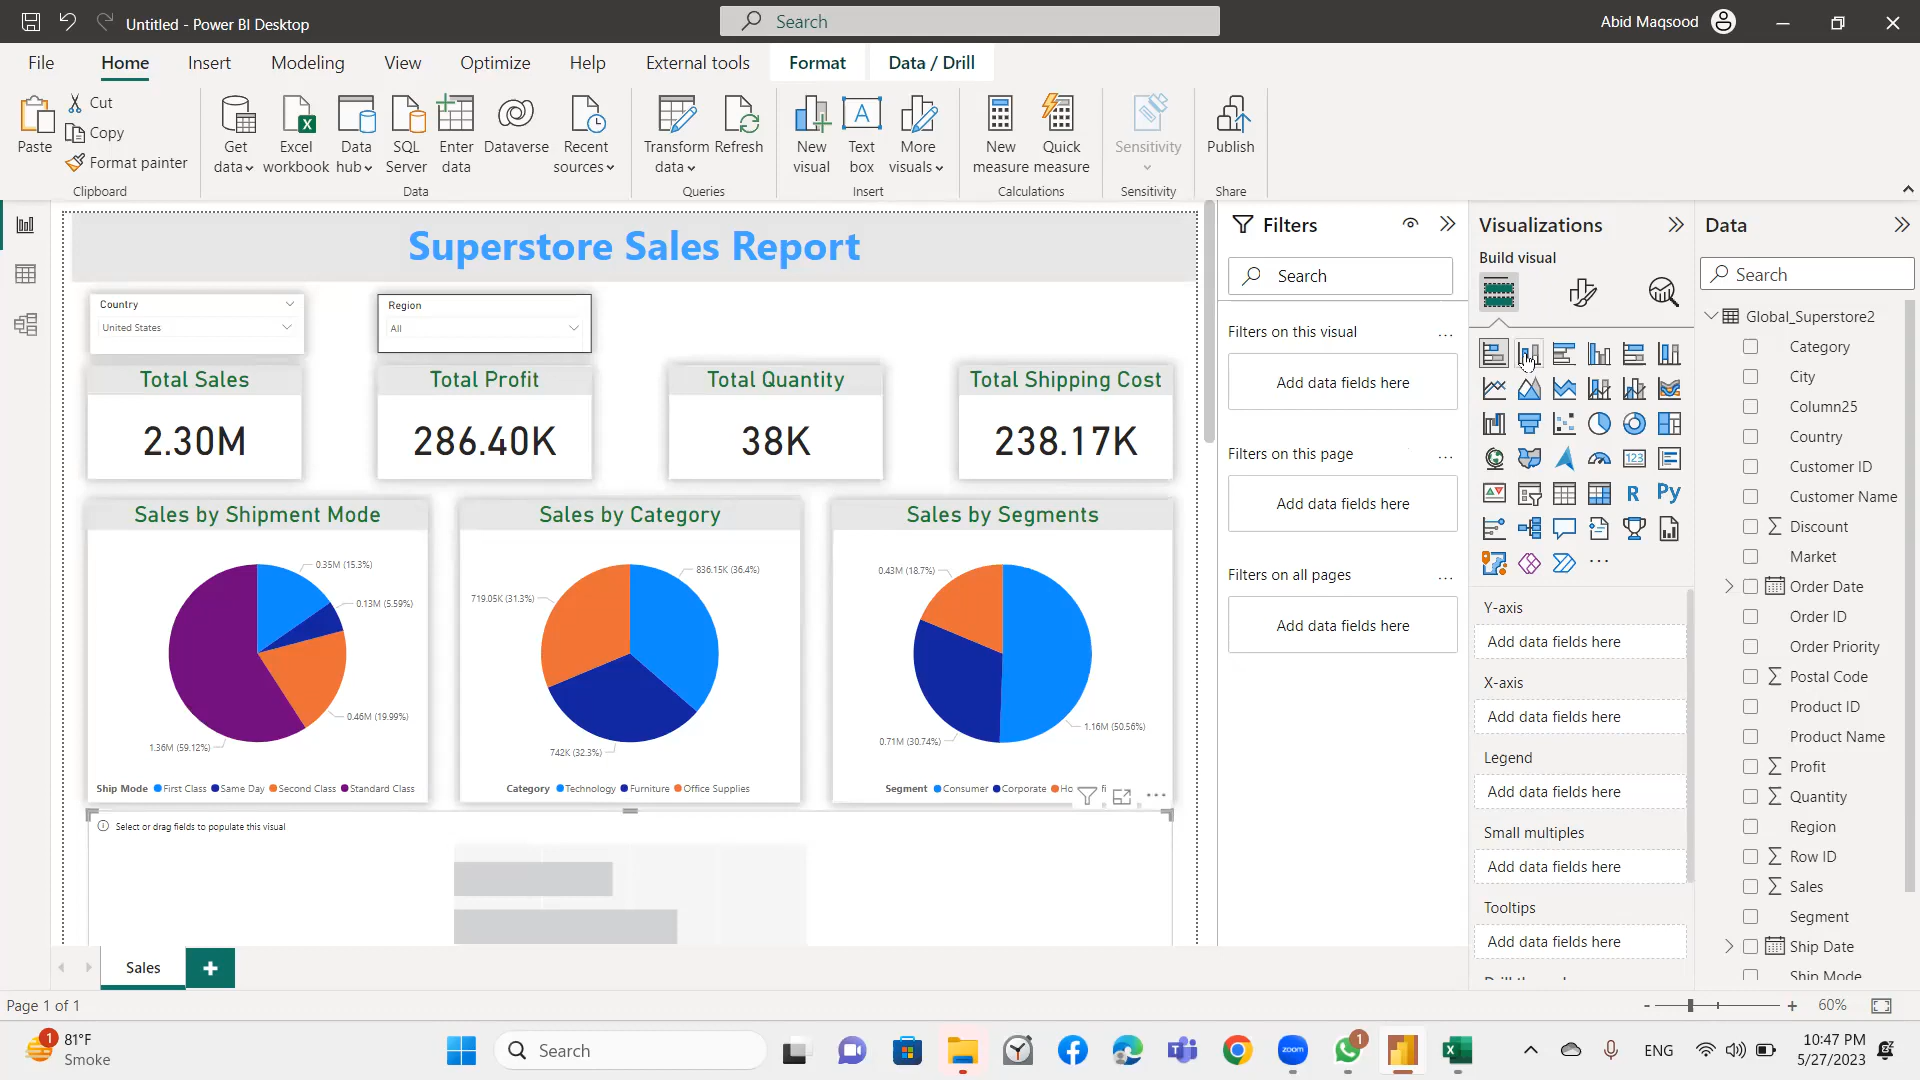 Untitled - Power BI Desktop
Search
Abid Maqsood
File Home Insert Modeling View Optimize Help External tools Format Data / Drill
Paste
Cut
Copy
Format painter
Clipboard
Get data
Excel workbook
Data hub
SQL Server
Enter data
Dataverse
Recent sources
Data
Transform data
Refresh
Queries
New visual
Text box
More visuals
Insert
New measure
Quick measure
Calculations
Sensitivity
Sensitivity
Publish
Share
Superstore Sales Report
Country
United States
Region
All
Total Sales
2.30M
Total Profit
286.40K
Total Quantity
38K
Total Shipping Cost
238.17K
Sales by Shipment Mode
0.35M (15.3%)
0.13M (5.59%)
0.46M (19.99%)
1.36M (59.12%)
Ship Mode First Class Same Day Second Class Standard Class
Sales by Category
836.15K (36.4%)
719.05K (31.3%)
742K (32.3%)
Category Technology Furniture Office Supplies
Sales by Segments
0.43M (18.7%)
1.16M (50.56%)
0.71M (30.74%)
Segment Consumer Corporate
Select or drag fields to populate this visual
Filters
Search
Filters on this visual
Add data fields here
Filters on this page
Add data fields here
Filters on all pages
Add data fields here
Visualizations
Build visual
123
R
Py
Y-axis
Add data fields here
X-axis
Add data fields here
Legend
Add data fields here
Small multiples
Add data fields here
Tooltips
Add data fields here
Data
Search
Global_Superstore2
Category
City
Column25
Country
Customer ID
Customer Name
Discount
Market
Order Date
Order ID
Order Priority
Postal Code
Product ID
Product Name
Profit
Quantity
Region
Row ID
Sales
Segment
Ship Date
Ship Mode
Sales
Page 1 of 1
60%
1
81°F
Smoke
Search
zoom
1
ENG
10:47 PM
5/27/2023